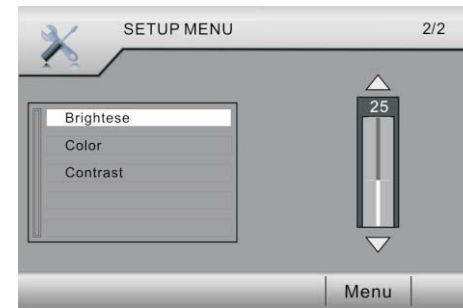 SETUP MENU 2/2
25
Brightese
Color
Contrast
Menu